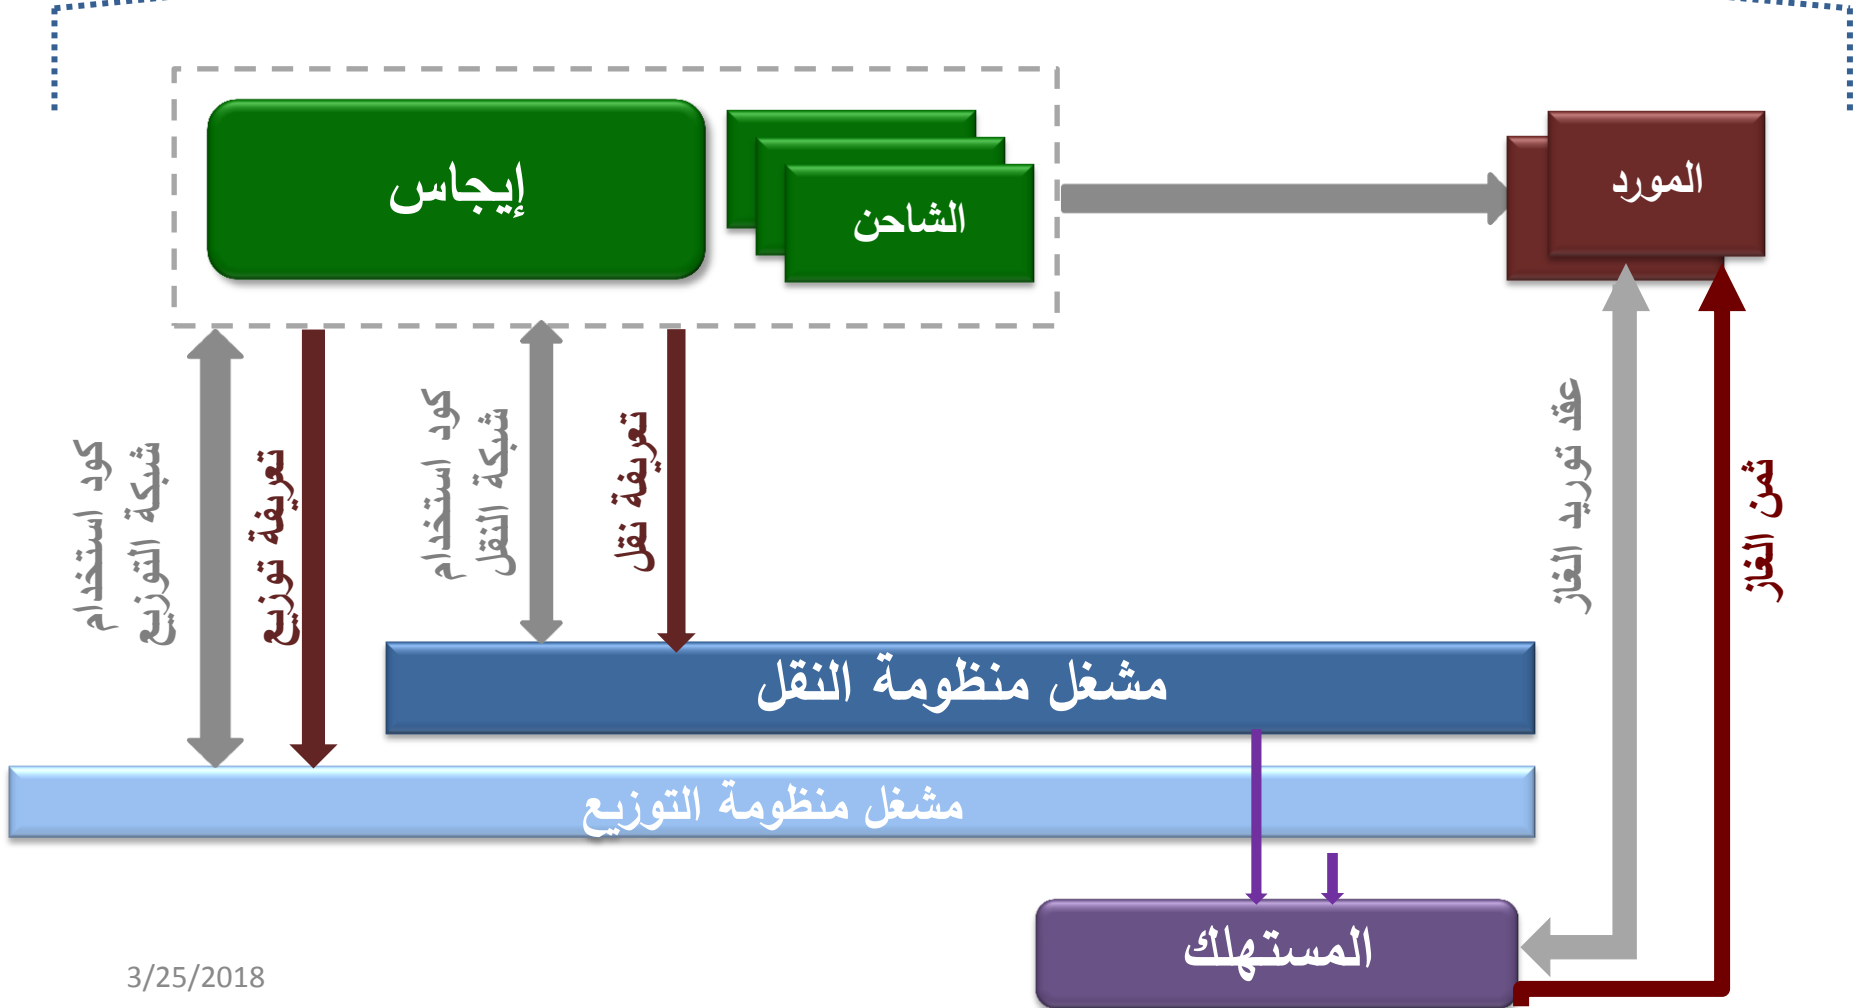 إيجاس
الشاحن
المورد
كود استخدام
شبكة التوزيع
تعريفة توزيع
كود استخدام
شبكة النقل
تعريفة نقل
عقد توريد الغاز
ثمن الغاز
مشغل منظومة النقل
مشغل منظومة التوزيع
المستهلك
3/25/2018